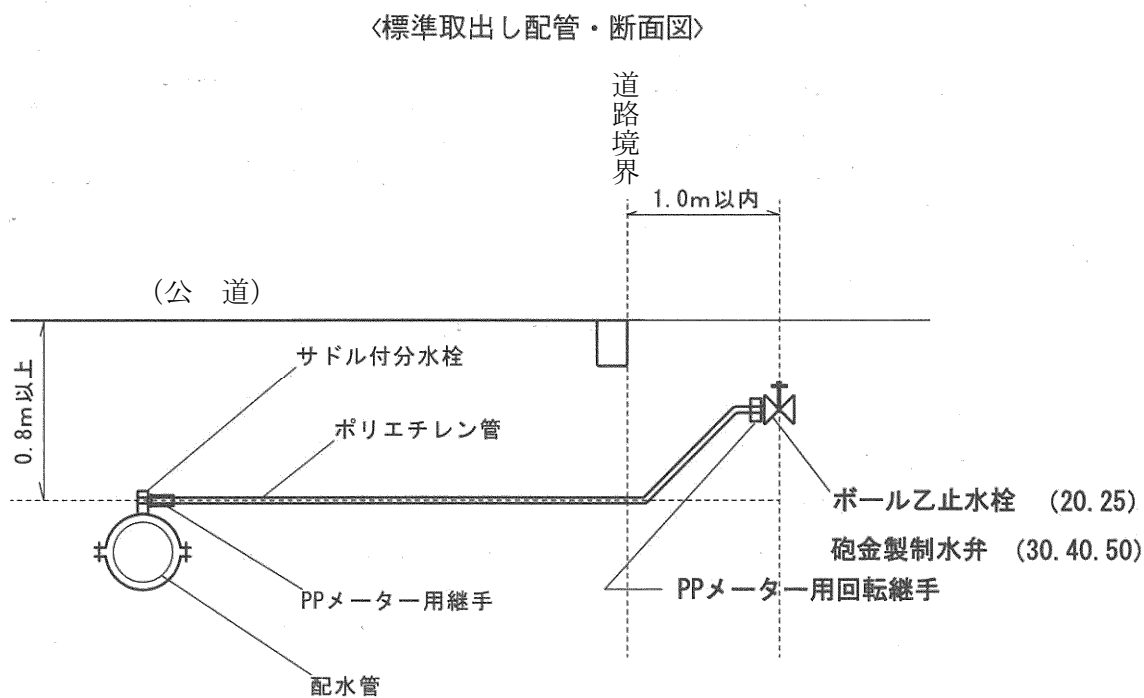 〈標準取出し配管・断面図〉
道路境界
1.0m以内
(公　道)
0.8m以上
サドル付分水栓
ポリエチレン管
ボール乙止水栓　(20.25)
砲金製制水弁　(30.40.50)
PPメーター用回転継手
PPメーター用継手
配水管